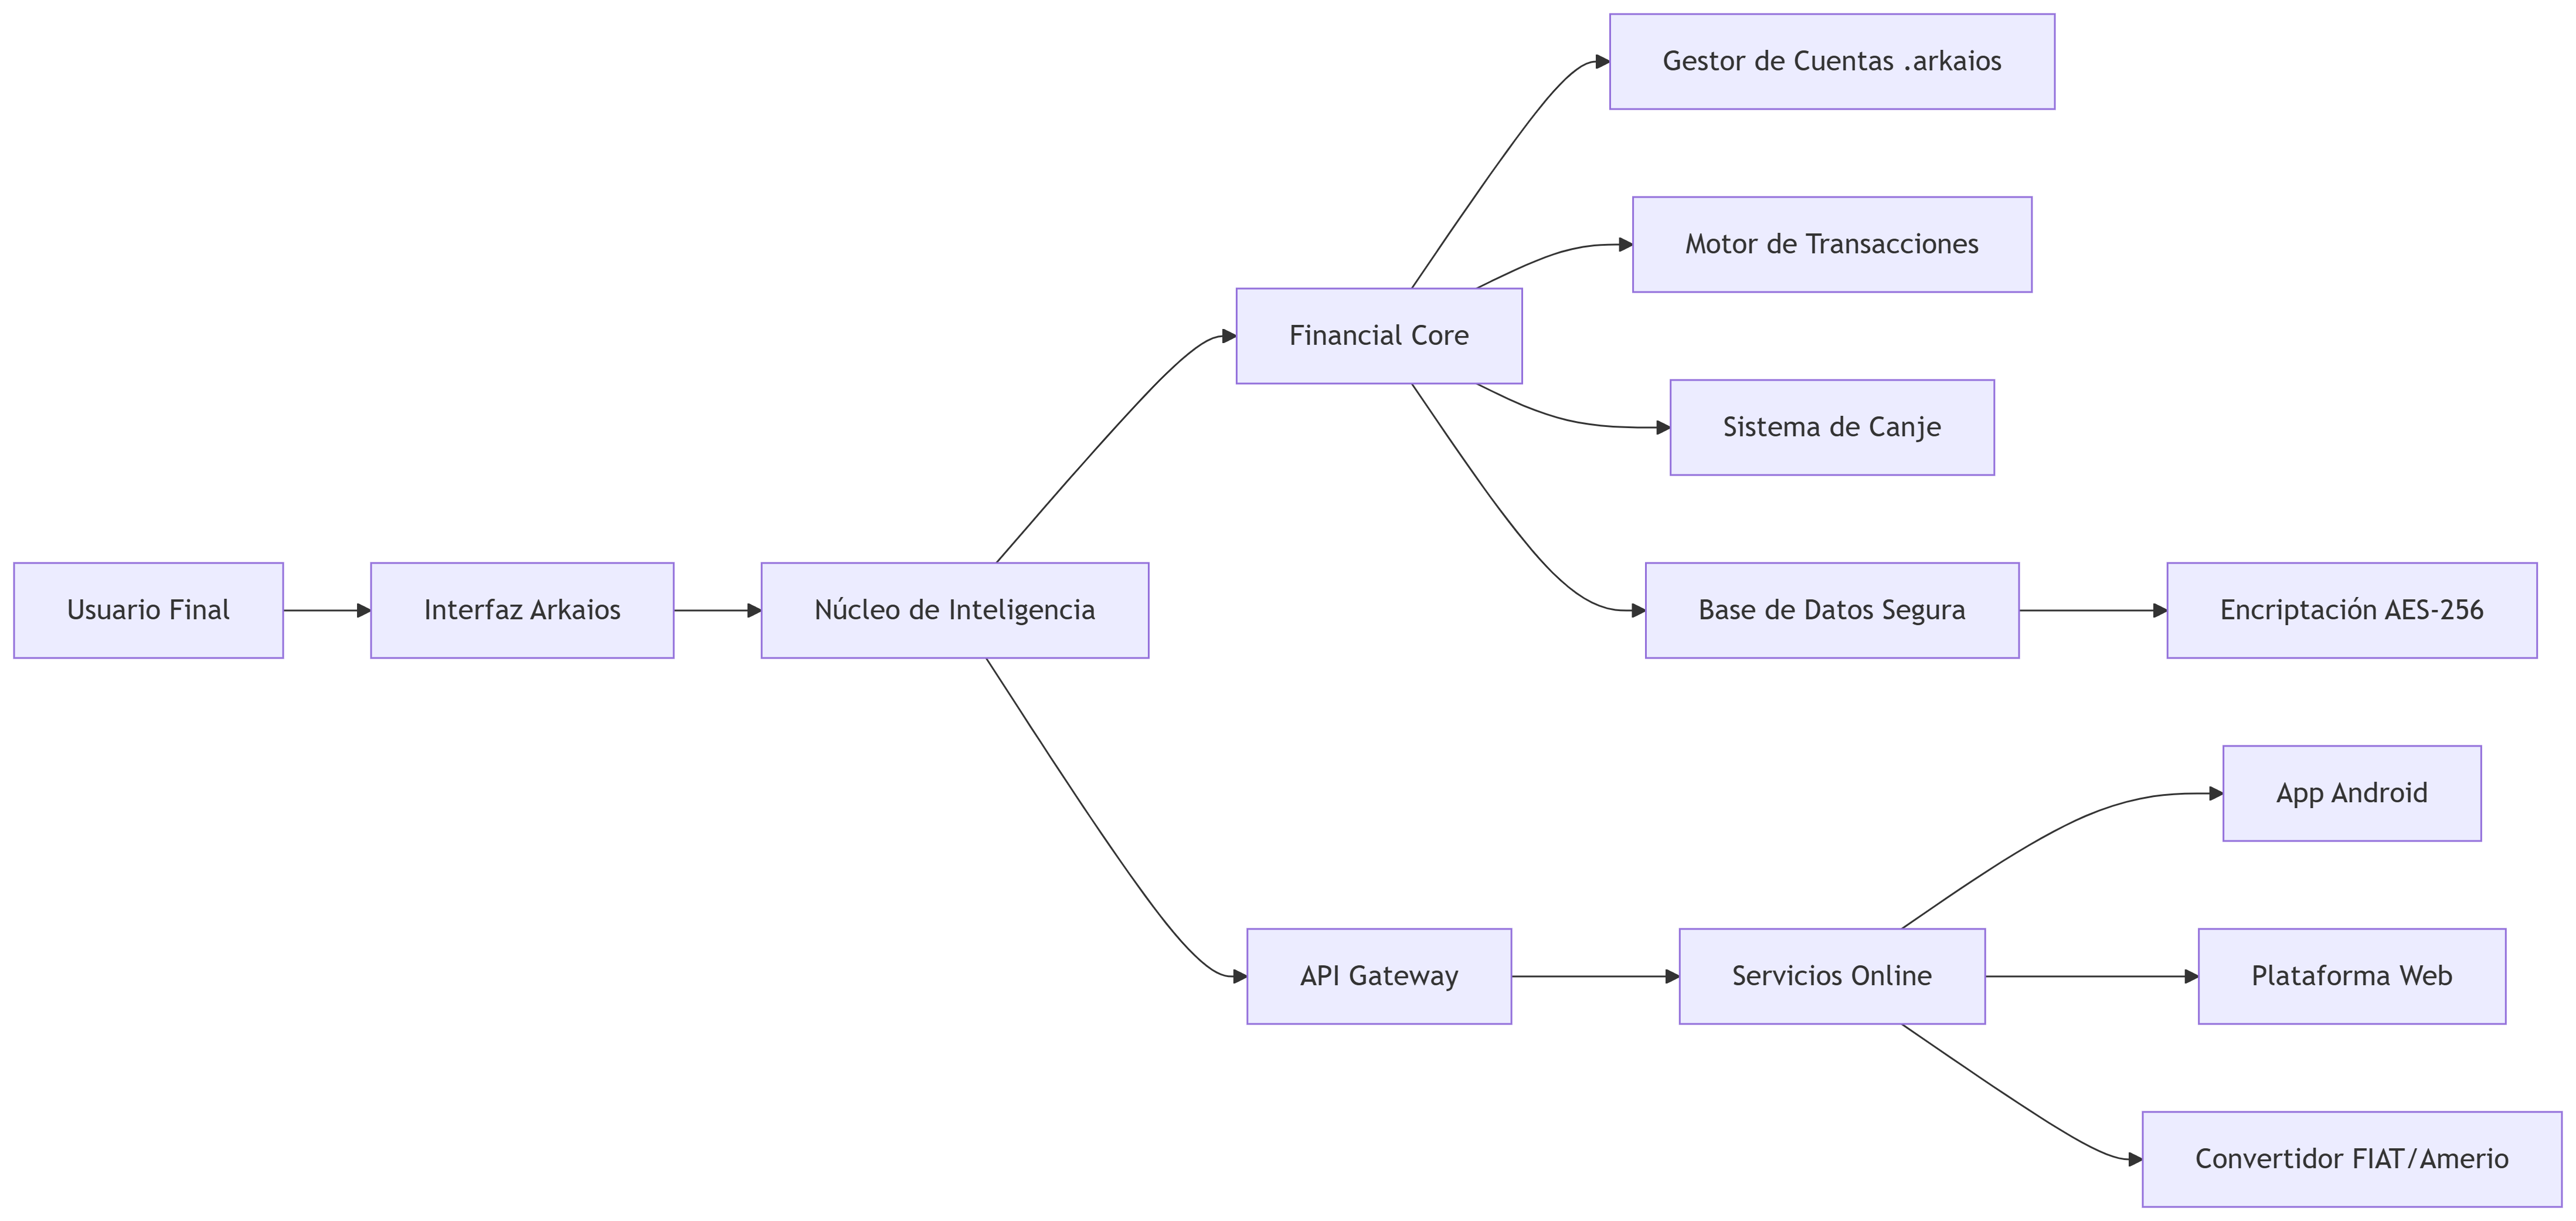 Gestor de Cuentas .arkaios
Motor de Transacciones
Financial Core
Sistema de Canje
Usuario Final
Interfaz Arkaios
Núcleo de Inteligencia
Base de Datos Segura
Encriptación AES-256
App Android
API Gateway
Servicios Online
Plataforma Web
Convertidor FIAT/Amerio